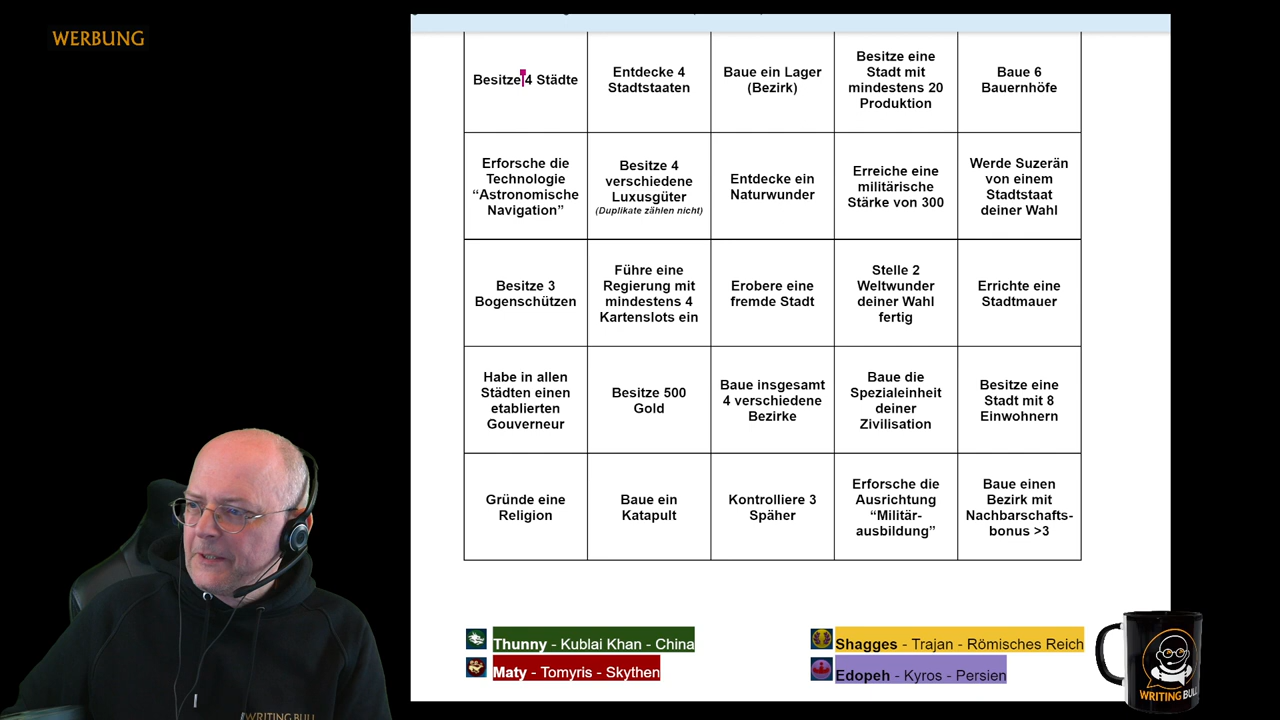 WERBUNG
Besitze 4 Städte
Entdecke 4
Stadtstaaten
Baue ein Lager
(Bezirk)
Besitze eine
Stadt mit
mindestens 20
Produktion
Baue 6
Bauernhöfe
Erforsche die
Technologie
“Astronomische
Navigation”
Besitze 4
verschiedene
Luxusgüter
(Duplikate zählen nicht)
Entdecke ein
Naturwunder
Erreiche eine
militärische
Stärke von 300
Werde Suzerän
von einem
Stadtstaat
deiner Wahl
Besitze 3
Bogenschützen
Führe eine
Regierung mit
mindestens 4
Kartenslots ein
Erobere eine
fremde Stadt
Stelle 2
Weltwunder
deiner Wahl
fertig
Errichte eine
Stadtmauer
Habe in allen
Städten einen
etablierten
Gouverneur
Besitze 500
Gold
Baue insgesamt
4 verschiedene
Bezirke
Baue die
Spezialeinheit
deiner
Zivilisation
Besitze eine
Stadt mit 8
Einwohnern
Gründe eine
Religion
Baue ein
Katapult
Kontrolliere 3
Späher
Erforsche die
Ausrichtung
“Militär-
ausbildung”
Baue einen
Bezirk mit
Nachbarschafts-
bonus >3
Thunny - Kublai Khan - China
Maty - Tomyris - Skythen
Shagges - Trajan - Römisches Reich
Edopeh - Kyros - Persien
WRITING BULL
WRITING BULL